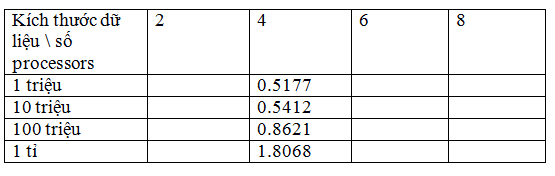 Kích thước dữ 2 4 6 8
liệu \ số
processors
1 triệu 0.5177
10 triệu 0.5412
100 triệu 0.8621
1 tỉ 1.8068